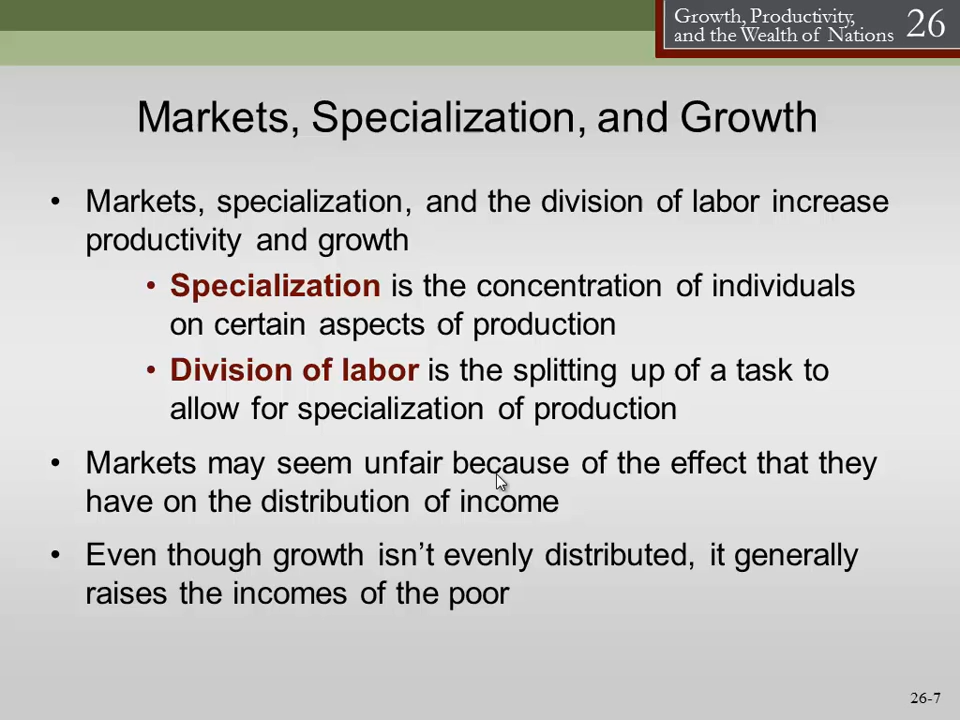 Growth, Productivity,
and the Wealth of Nations
26
Markets, Specialization, and Growth
• Markets, specialization, and the division of labor increase
productivity and growth
• Specialization is the concentration of individuals
on certain aspects of production
• Division of labor is the splitting up of a task to
allow for specialization of production
• Markets may seem unfair because of the effect that they
have on the distribution of income
• Even though growth isn’t evenly distributed, it generally
raises the incomes of the poor
26-7